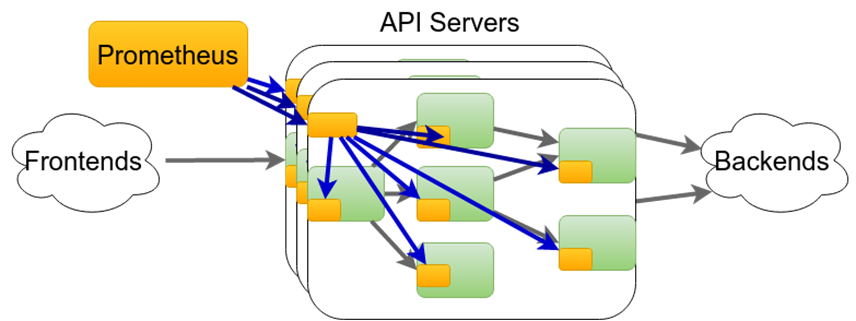 API Servers
Prometheus
Frontends
Backends